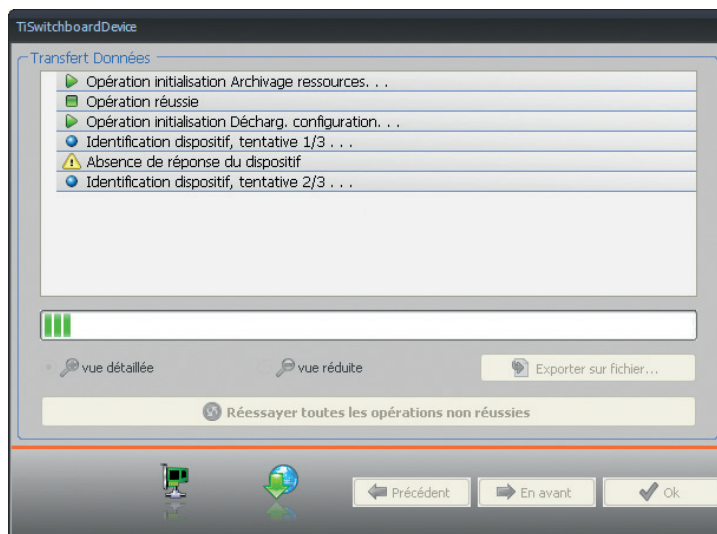 TiSwitchboardDevice
Transfert Données
Opération initialisation Archivage ressources. . .
Opération réussie
Opération initialisation Décharg. configuration. . .
Identification dispositif, tentative 1/3 . . .
Absence de réponse du dispositif
Identification dispositif, tentative 2/3 . . .
vue détaillée
vue réduite
Exporter sur fichier...
Réessayer toutes les opérations non réussies
Précédent
En avant
Ok